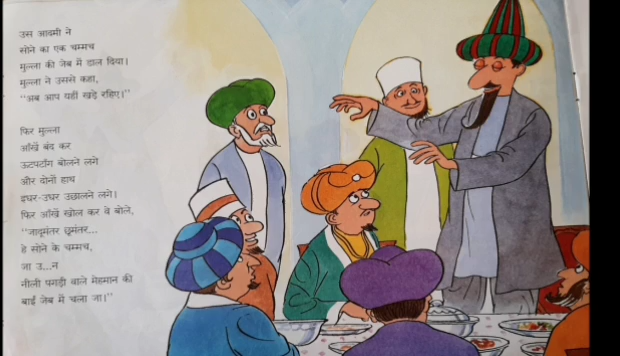 उस आदमी ने
सोने का एक चम्मच
मुल्ला की जेब में डाल दिया।
मुल्ला ने उससे कहा,
"अब आप यहीं खड़े रहिए।"
फिर मुल्ला
आँखें बंद कर
ऊटपटाँग बोलने लगे
और दोनों हाथ
इधर-उधर उछालने लगे।
फिर आँखें खोल कर वे बोले,
"जादूमंतर छूमंतर...
हे सोने के चम्मच,
जा उ...न
नीली पगड़ी वाले मेहमान की
बाईं जेब में चला जा।"